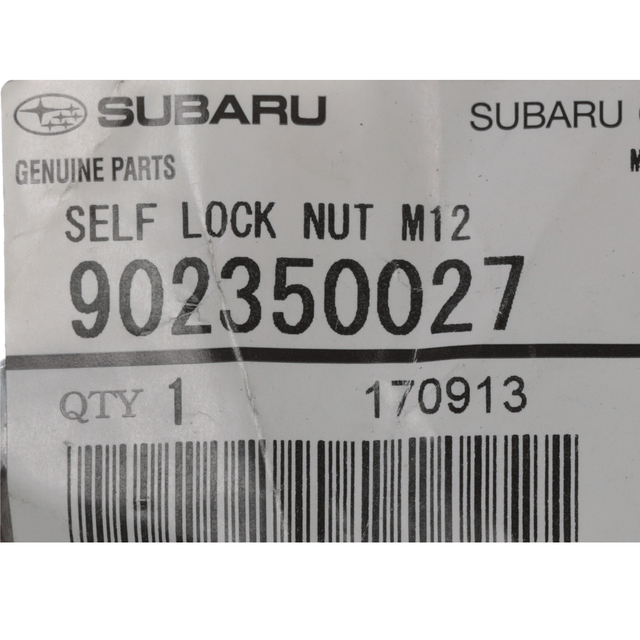 SUBARU
SUBARU
GENUINE PARTS
SELF LOCK NUT M12
902350027
QTY 1 170913